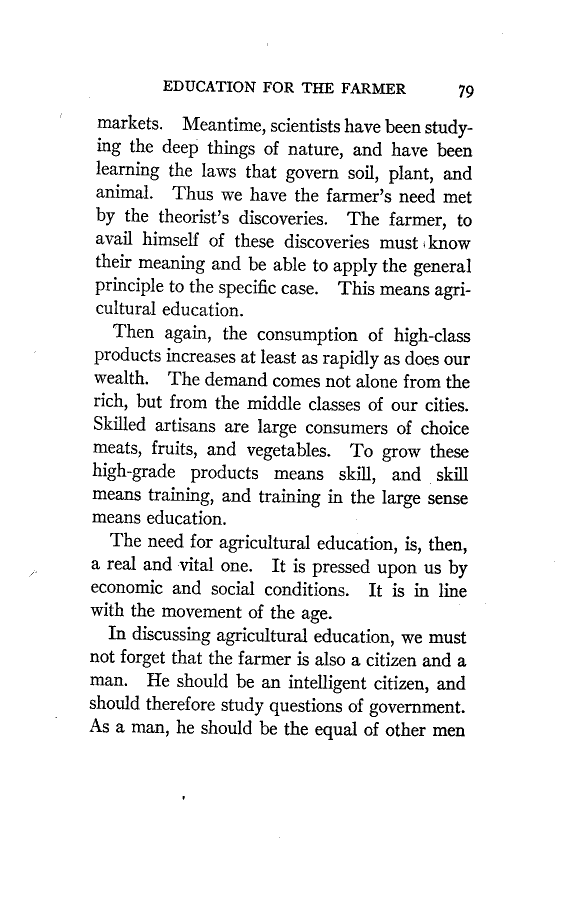 EDUCATION FOR THE FARMER 79
markets. Meantime, scientists have been study-
ing the deep things of nature, and have been
learning the laws that govern soil, plant, and
animal. Thus we have the farmer's need met
by the theorist's discoveries. The farmer, to
avail himself of these discoveries must know
their meaning and be able to apply the general
principle to the specific case. This means agri-
cultural education.
Then again, the consumption of high-class
products increases at least as rapidly as does our
wealth. The demand comes not alone from the
rich, but from the middle classes of our cities.
Skilled artisans are large consumers of choice
meats, fruits, and vegetables. To grow these
high-grade products means skill, and skill
means training, and training in the large sense
means education.
The need for agricultural education, is, then,
a real and vital one. It is pressed upon us by
economic and social conditions. It is in line
with the movement of the age.
In discussing agricultural education, we must
not forget that the farmer is also a citizen and a
man. He should be an intelligent citizen, and
should therefore study questions of government.
As a man, he should be the equal of other men